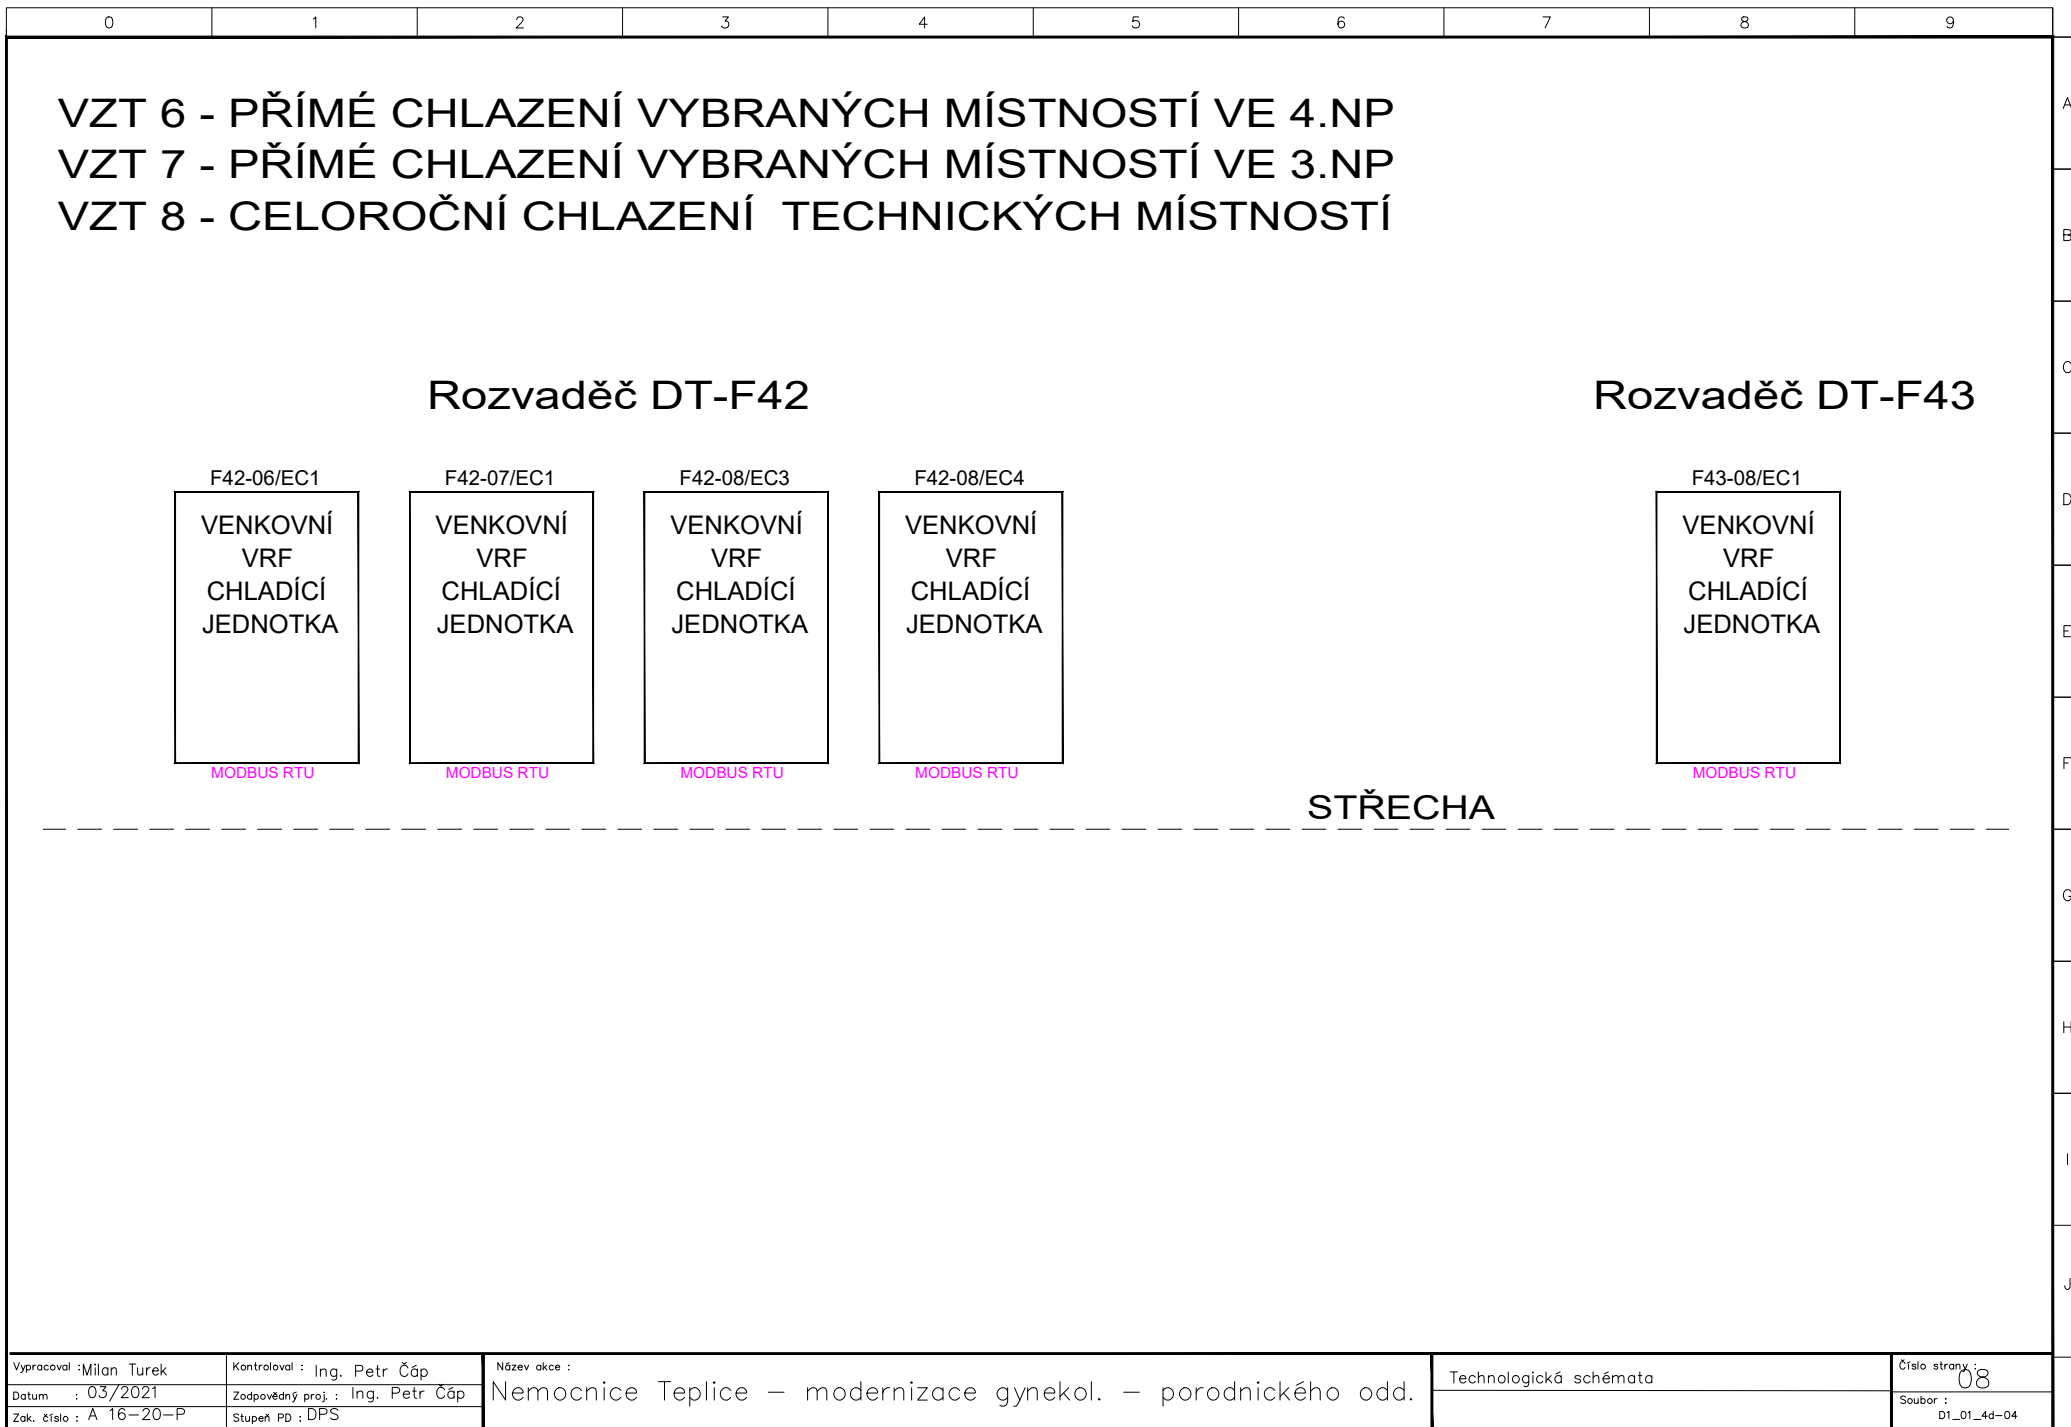 0 1 2 3 4 5 6 7 8 9
VZT 6 - PŘÍMÉ CHLAZENÍ VYBRANÝCH MÍSTNOSTÍ VE 4.NP
VZT 7 - PŘÍMÉ CHLAZENÍ VYBRANÝCH MÍSTNOSTÍ VE 3.NP
VZT 8 - CELOROČNÍ CHLAZENÍ  TECHNICKÝCH MÍSTNOSTÍ
A
B
C
D
E
F
G
H
I
J
Rozvaděč DT-F42
F42-06/EC1
VENKOVNÍ
VRF
CHLADÍCÍ
JEDNOTKA
MODBUS RTU
F42-07/EC1
VENKOVNÍ
VRF
CHLADÍCÍ
JEDNOTKA
MODBUS RTU
F42-08/EC3
VENKOVNÍ
VRF
CHLADÍCÍ
JEDNOTKA
MODBUS RTU
F42-08/EC4
VENKOVNÍ
VRF
CHLADÍCÍ
JEDNOTKA
MODBUS RTU
Rozvaděč DT-F43
F43-08/EC1
VENKOVNÍ
VRF
CHLADÍCÍ
JEDNOTKA
MODBUS RTU
STŘECHA
Vypracoval : Milan Turek
Datum : 03/2021
Zak. číslo : A 16-20-P
Kontroloval : Ing. Petr Čáp
Zodpovědný proj. : Ing. Petr Čáp
Stupeň PD : DPS
Název akce :
Nemocnice Teplice – modernizace gynekol. – porodnického odd.
Technologická schémata
Číslo strany :
08
Soubor :
D1_01_4d-04